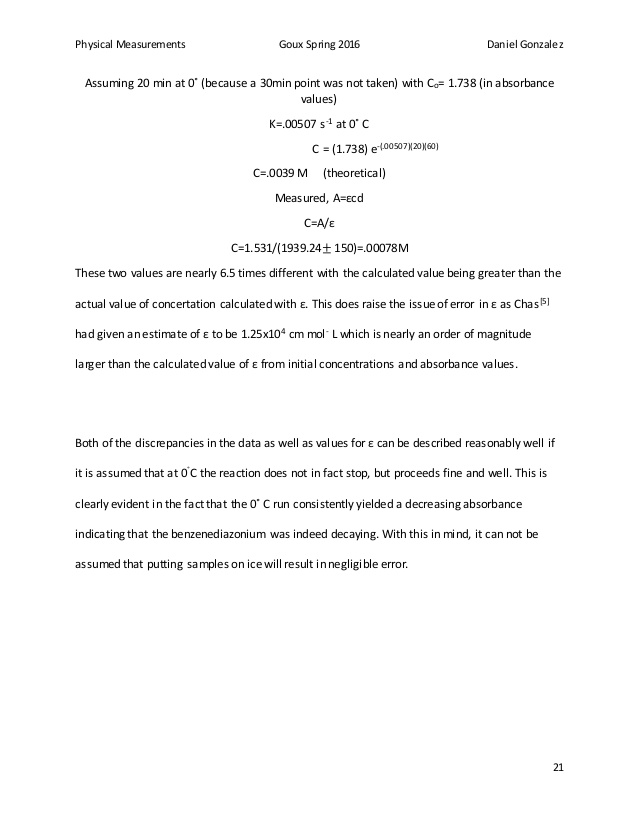 Physical Measurements Goux Spring 2016 Daniel Gonzalez
Assuming 20 min at 0˚ (because a 30min point was not taken) with Cₒ= 1.738 (in absorbance
values)
K=.00507 s⁻¹ at 0˚ C
C = (1.738) e^-(.00507)(20)(60)
C=.0039 M (theoretical)
Measured, A=εcd
C=A/ε
C=1.531/(1939.24± 150)=.00078M
These two values are nearly 6.5 times different with the calculated value being greater than the
actual value of concertation calculated with ε. This does raise the issue of error in ε as Chas[5]
had given an estimate of ε to be 1.25x10⁴ cm mol⁻ L which is nearly an order of magnitude
larger than the calculated value of ε from initial concentrations and absorbance values.
Both of the discrepancies in the data as well as values for ε can be described reasonably well if
it is assumed that at 0˚C the reaction does not in fact stop, but proceeds fine and well. This is
clearly evident in the fact that the 0˚ C run consistently yielded a decreasing absorbance
indicating that the benzenediazonium was indeed decaying. With this in mind, it can not be
assumed that putting samples on ice will result in negligible error.
21